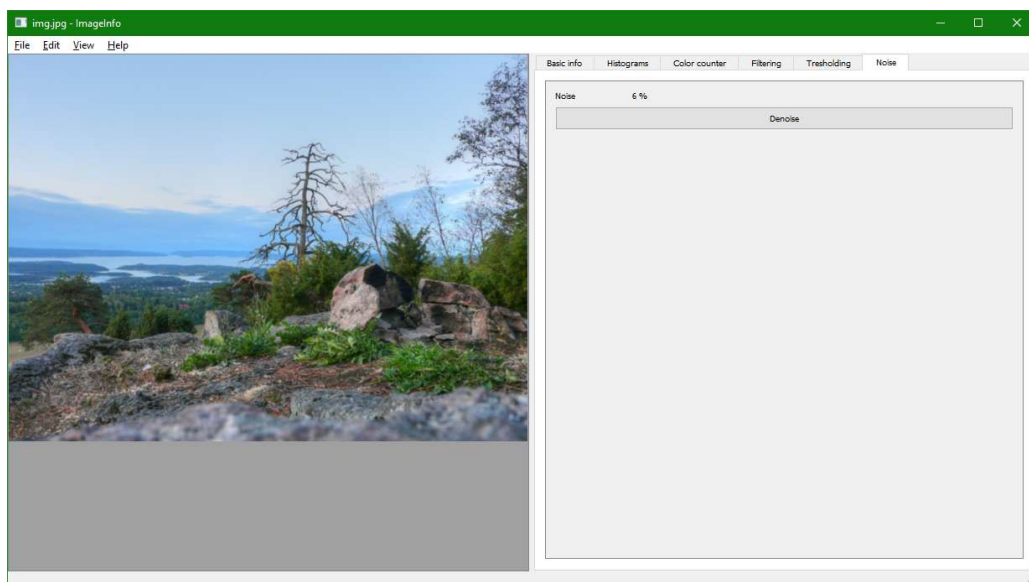 img.jpg - ImageInfo
File Edit View Help
Basic info Histograms Color counter Filtering Tresholding Noise
Noise 6 %
Denoise